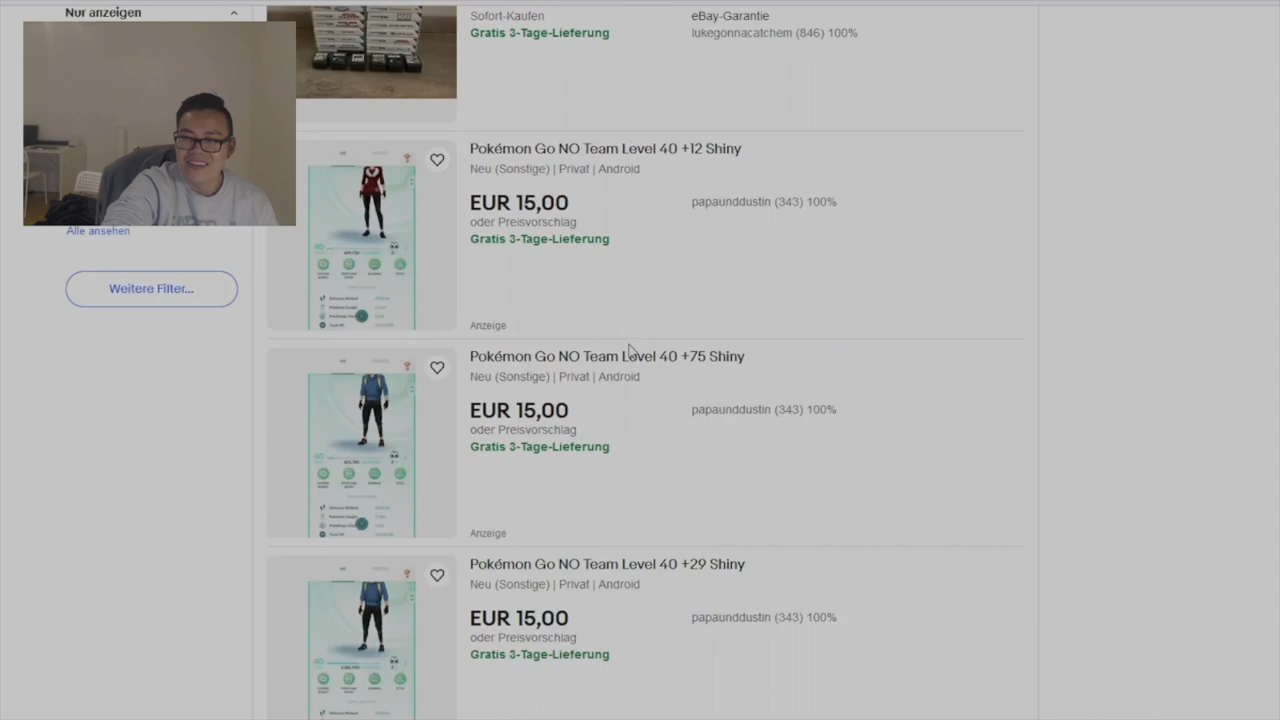 Nur anzeigen
Alle ansehen
Weitere Filter...
Sofort-Kaufen
Gratis 3-Tage-Lieferung
eBay-Garantie
lukegonnacatchem (846) 100%
Pokémon Go NO Team Level 40 +12 Shiny
Neu (Sonstige) | Privat | Android
EUR 15,00
oder Preisvorschlag
Gratis 3-Tage-Lieferung
papaunddustin (343) 100%
Anzeige
Pokémon Go NO Team Level 40 +75 Shiny
Neu (Sonstige) | Privat | Android
EUR 15,00
oder Preisvorschlag
Gratis 3-Tage-Lieferung
papaunddustin (343) 100%
Anzeige
Pokémon Go NO Team Level 40 +29 Shiny
Neu (Sonstige) | Privat | Android
EUR 15,00
oder Preisvorschlag
Gratis 3-Tage-Lieferung
papaunddustin (343) 100%